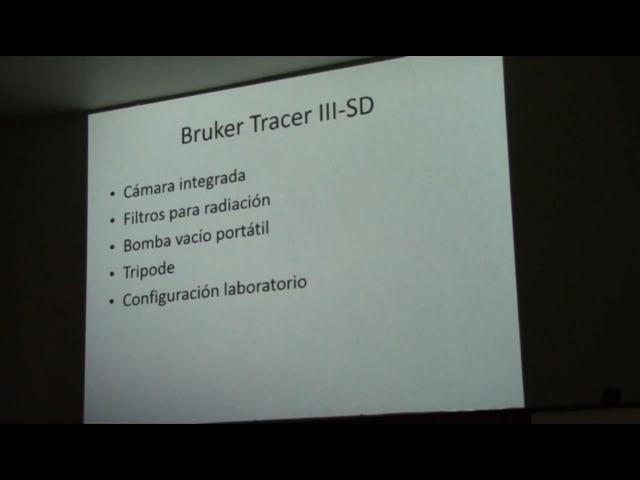 Bruker Tracer III-SD
• Cámara integrada
• Filtros para radiación
• Bomba vacío portátil
• Tripode
• Configuración laboratorio